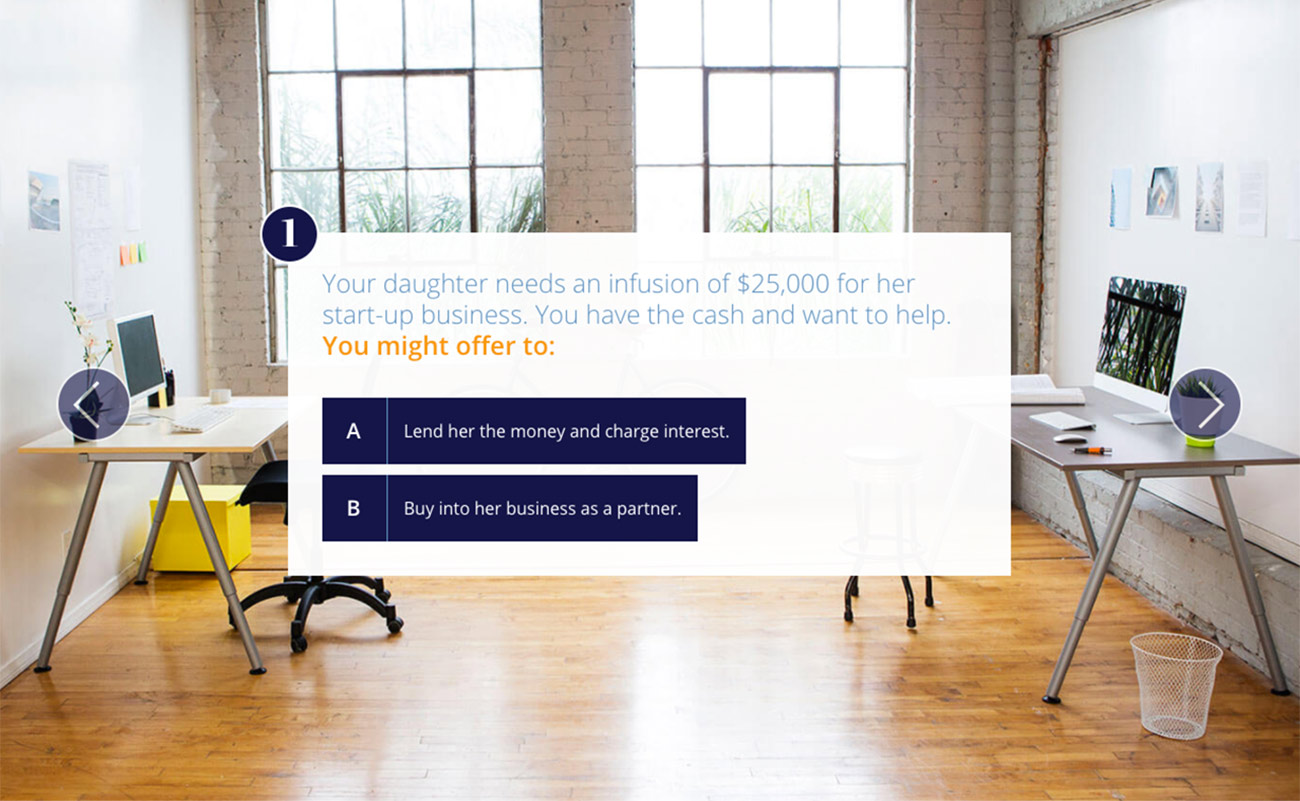 1
Your daughter needs an infusion of $25,000 for her
start-up business. You have the cash and want to help.
You might offer to:
A Lend her the money and charge interest.
B Buy into her business as a partner.